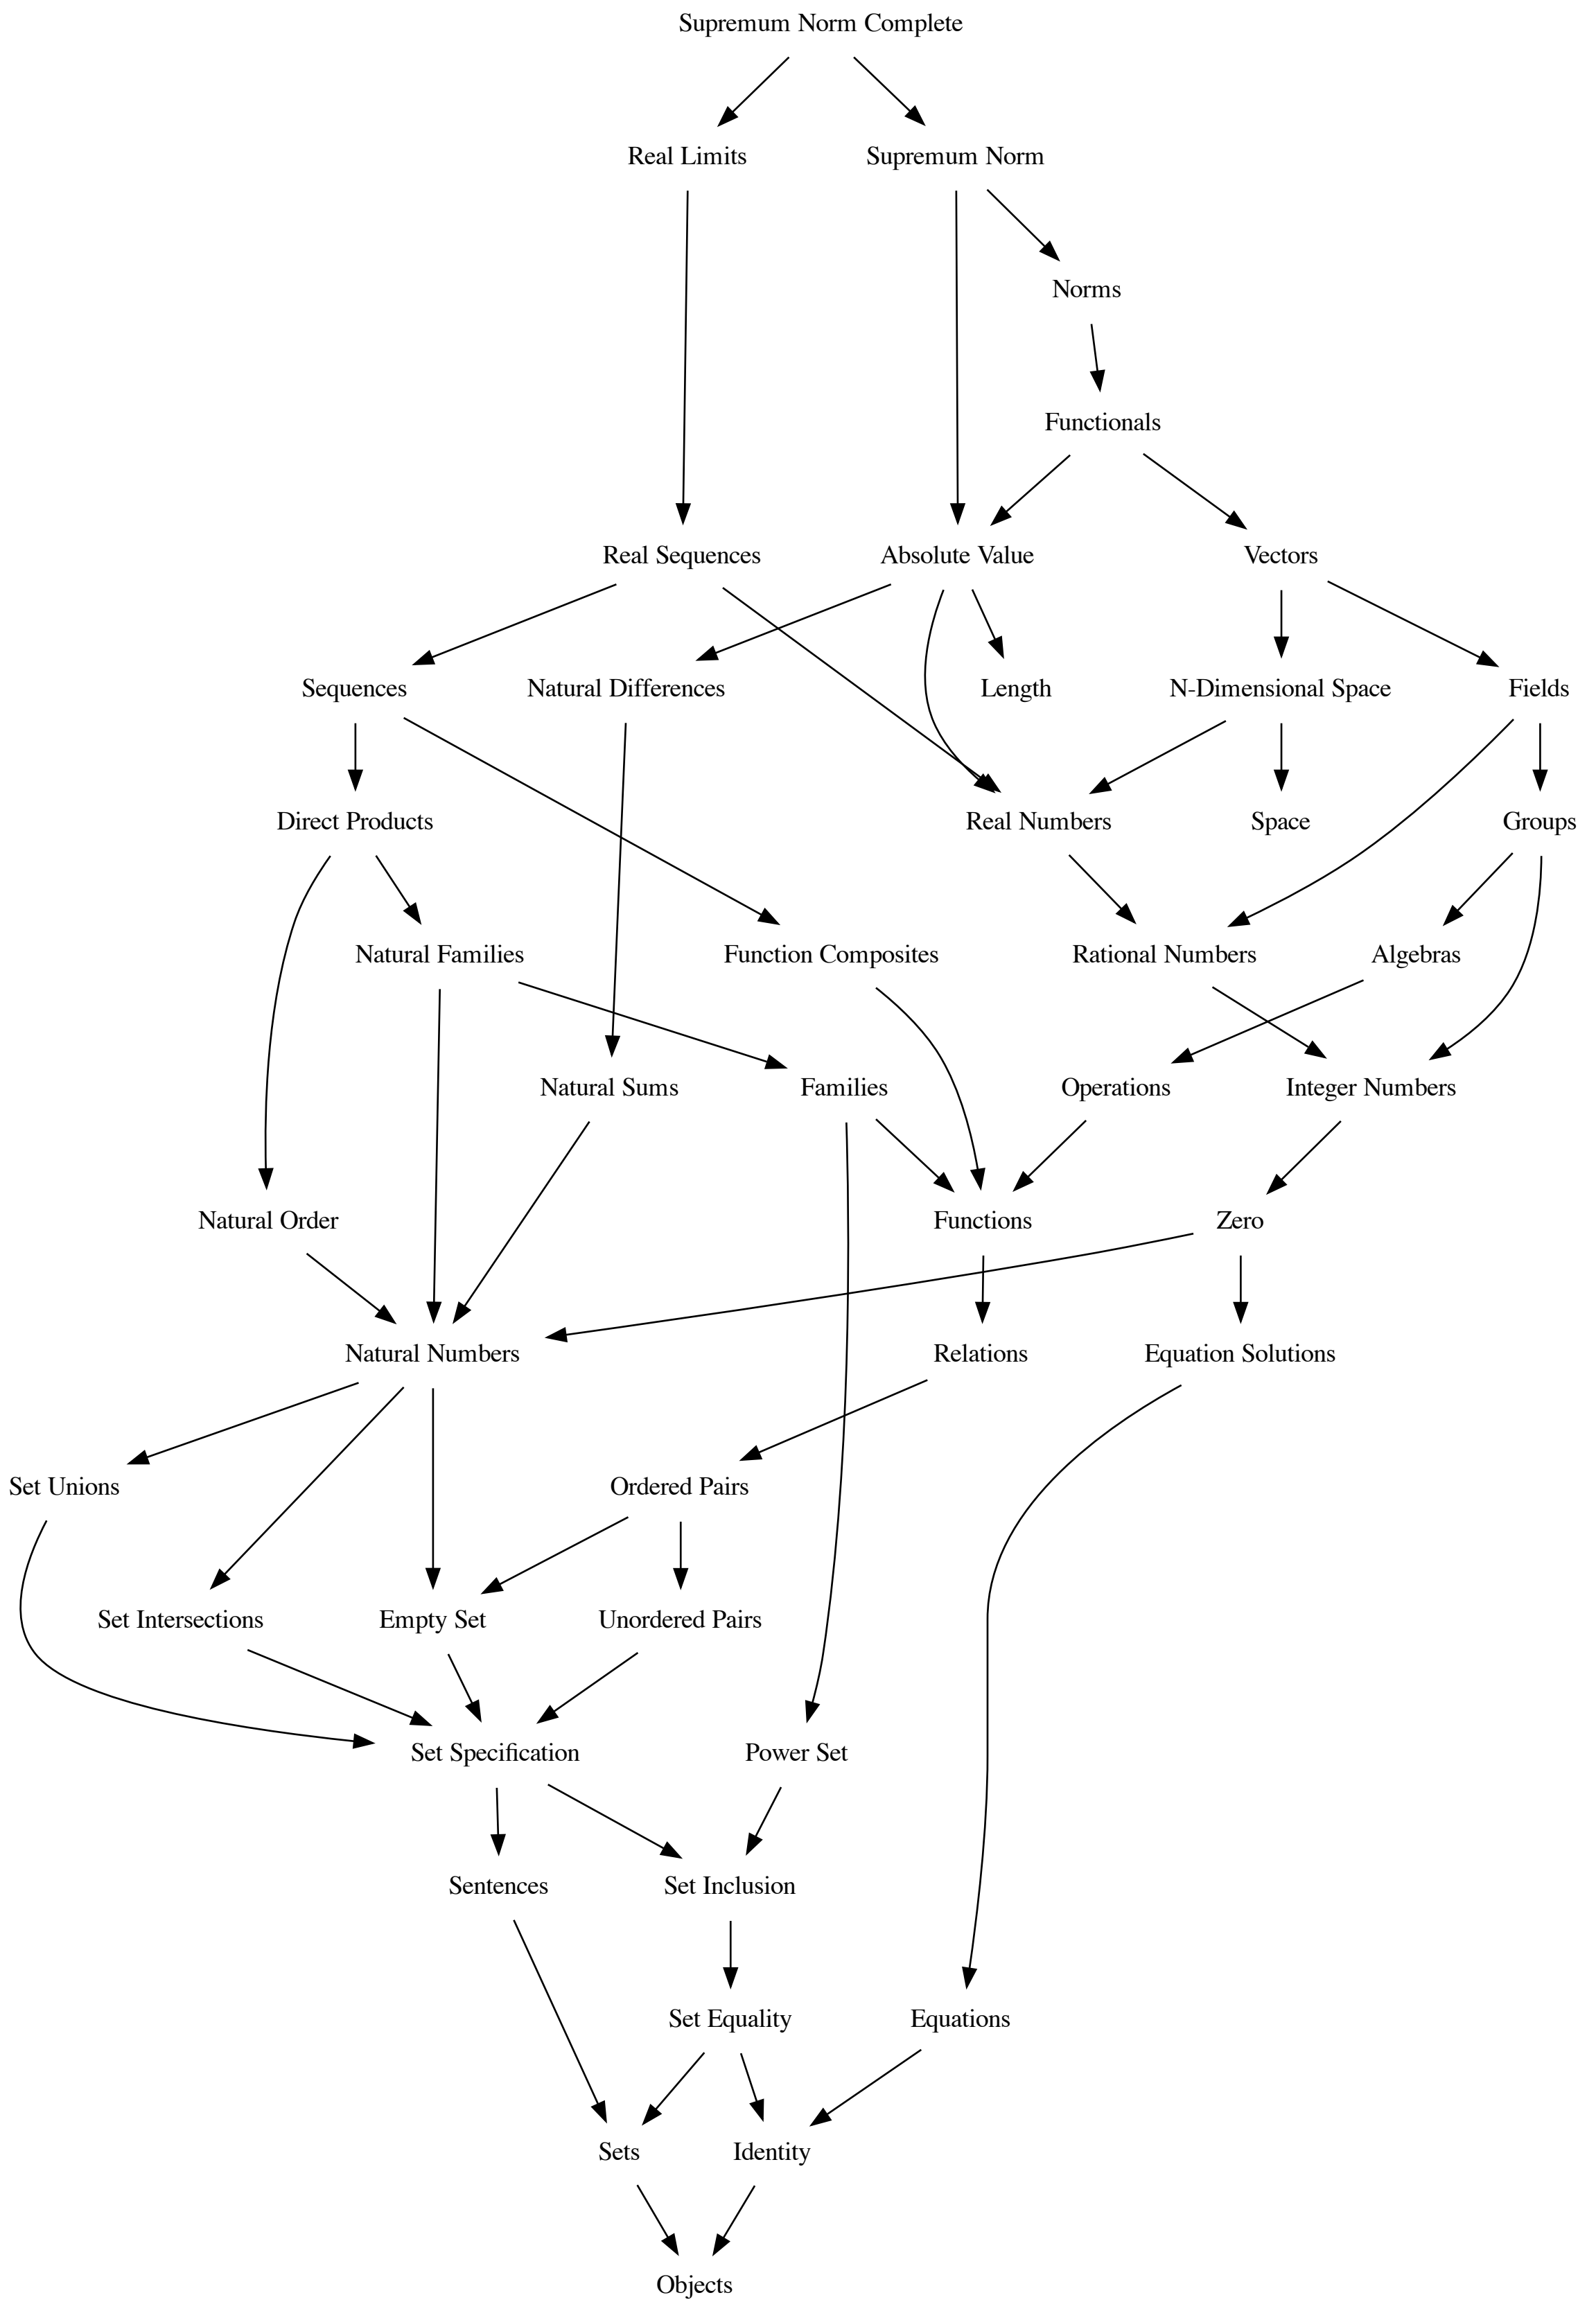 Supremum Norm Complete
Real Limits
Supremum Norm
Norms
Functionals
Real Sequences
Absolute Value
Vectors
Sequences
Natural Differences
Length
N-Dimensional Space
Fields
Direct Products
Real Numbers
Space
Groups
Natural Families
Function Composites
Rational Numbers
Algebras
Natural Sums
Families
Operations
Integer Numbers
Natural Order
Functions
Zero
Natural Numbers
Relations
Equation Solutions
Set Unions
Ordered Pairs
Set Intersections
Empty Set
Unordered Pairs
Set Specification
Power Set
Sentences
Set Inclusion
Set Equality
Equations
Sets
Identity
Objects